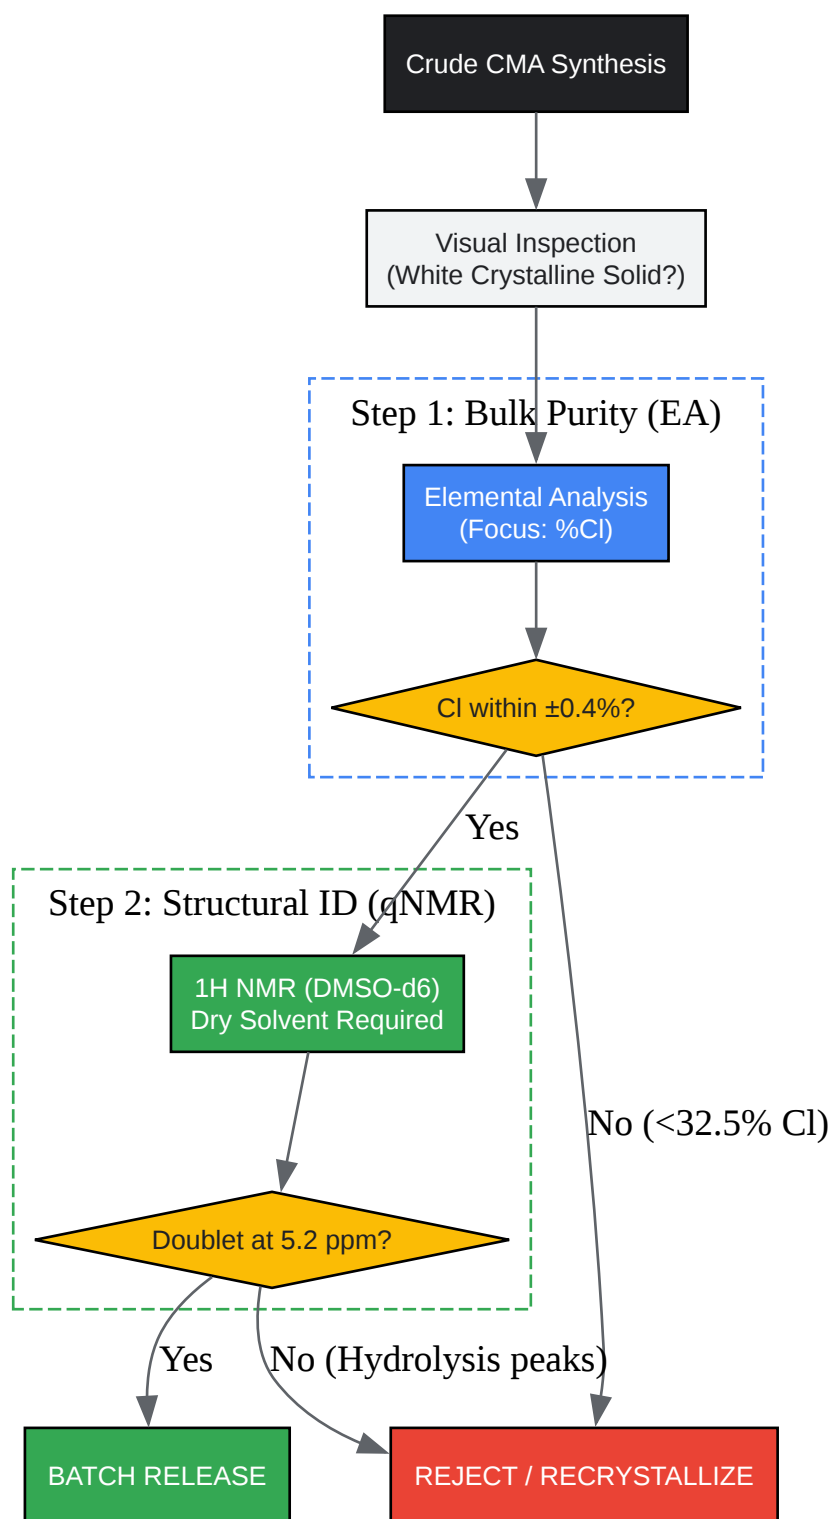 Crude CMA Synthesis
Visual Inspection
(White Crystalline Solid?)
Step 1: Bulk Purity (EA)
Elemental Analysis
(Focus: %Cl)
Cl within ±0.4%?
Yes
Step 2: Structural ID (qNMR)
1H NMR (DMSO-d6)
Dry Solvent Required
No (<32.5% Cl)
Doublet at 5.2 ppm?
Yes
No (Hydrolysis peaks)
BATCH RELEASE
REJECT / RECRYSTALLIZE